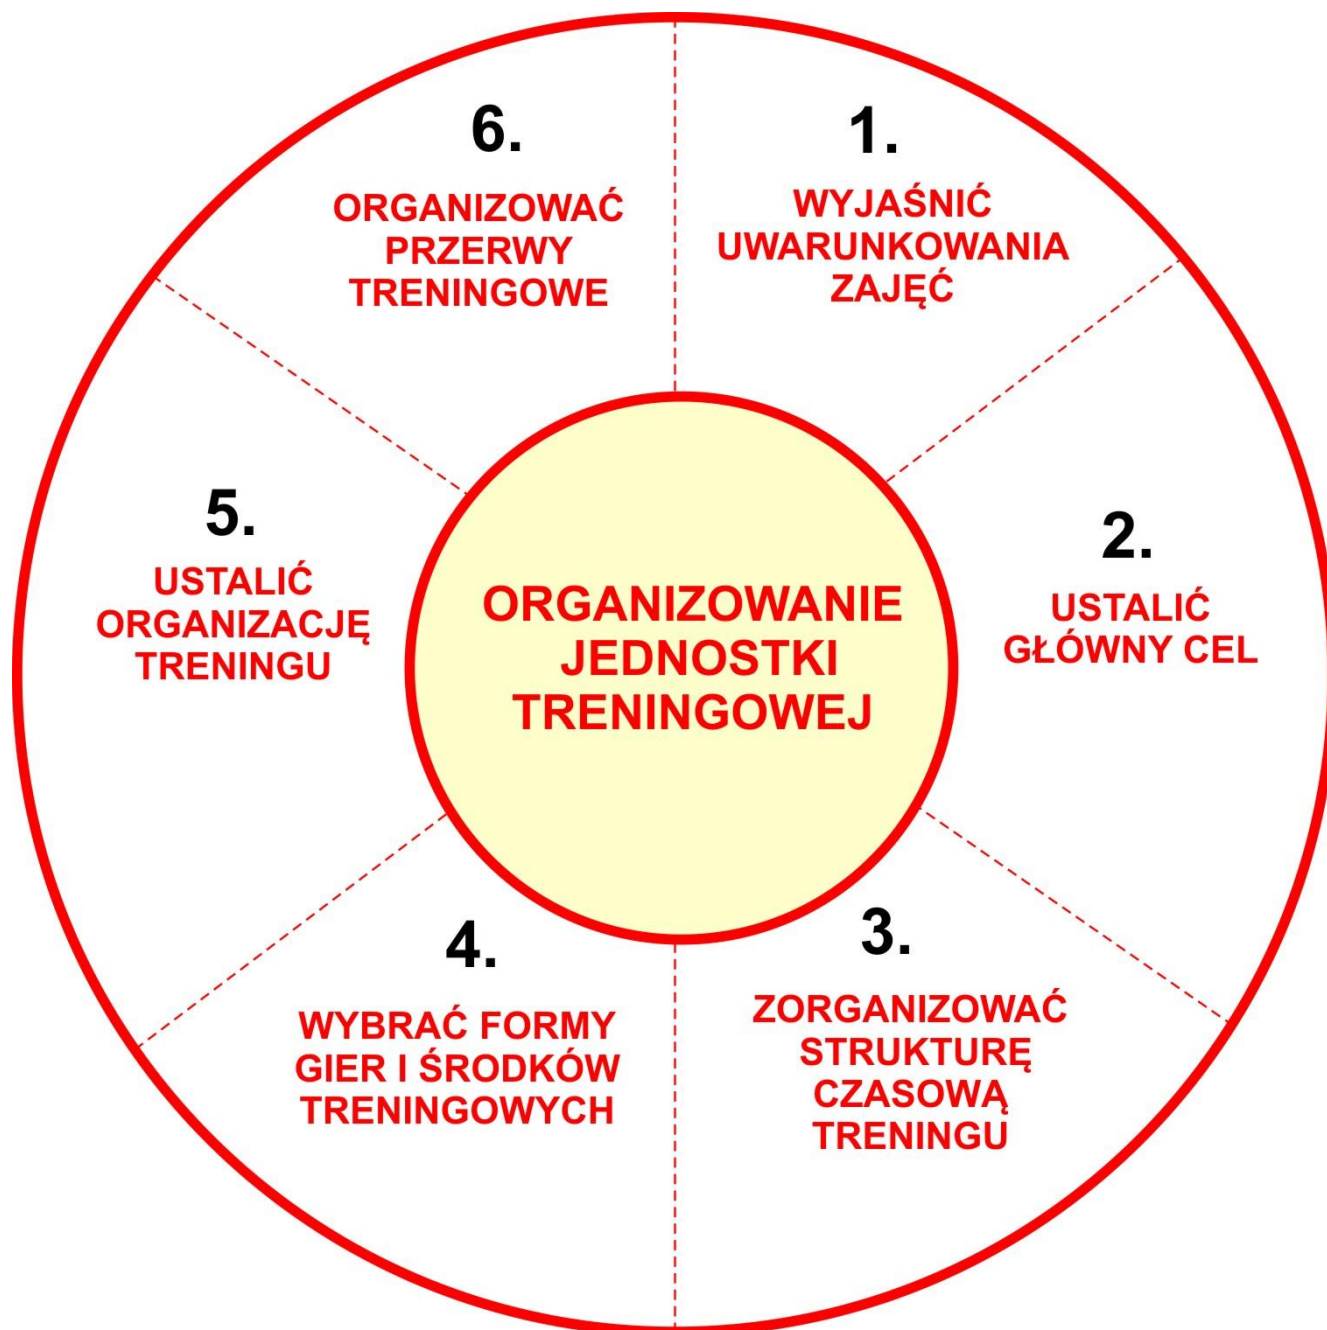 ORGANIZOWANIE
JEDNOSTKI
TRENINGOWEJ
1.
WYJAŚNIĆ
UWARUNKOWANIA
ZAJĘĆ
2.
USTALIĆ
GŁÓWNY CEL
3.
ZORGANIZOWAĆ
STRUKTURĘ
CZASOWĄ
TRENINGU
4.
WYBRAĆ FORMY
GIER I ŚRODKÓW
TRENINGOWYCH
5.
USTALIĆ
ORGANIZACJĘ
TRENINGU
6.
ORGANIZOWAĆ
PRZERWY
TRENINGOWE